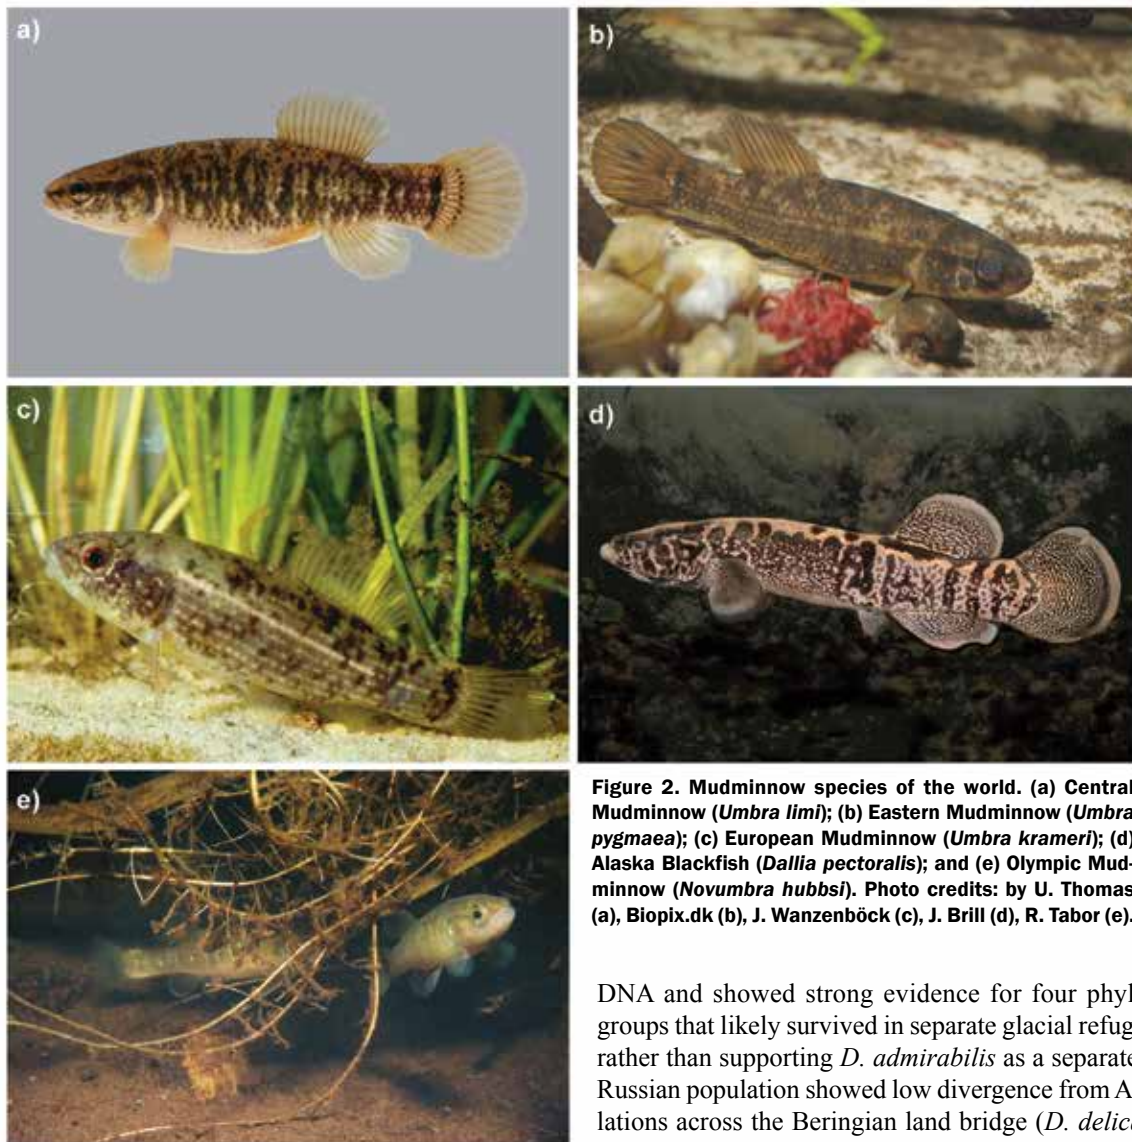 a)
b)
c)
d)
e)
Figure 2. Mudminnow species of the world. (a) Central
Mudminnow (Umbra limi); (b) Eastern Mudminnow (Umbra
pygmaea); (c) European Mudminnow (Umbra krameri); (d)
Alaska Blackfish (Dallia pectoralis); and (e) Olympic Mud-
minnow (Novumbra hubbsi). Photo credits: by U. Thomas
(a), Biopix.dk (b), J. Wanzenböck (c), J. Brill (d), R. Tabor (e).
DNA and showed strong evidence for four phyl
groups that likely survived in separate glacial refug
rather than supporting D. admirabilis as a separate
Russian population showed low divergence from A
lations across the Beringian land bridge (D. delica